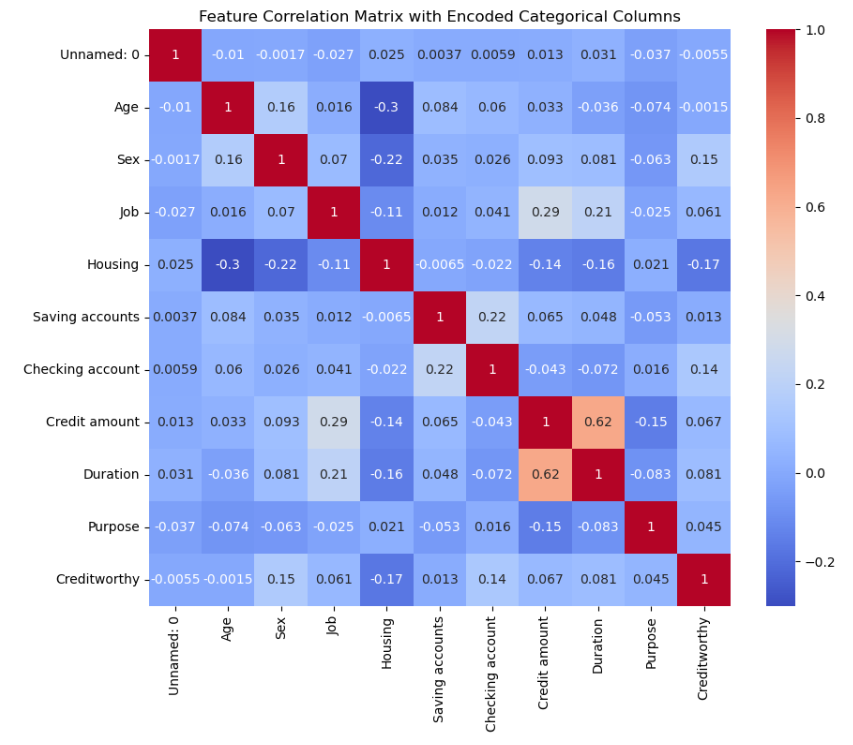 Feature Correlation Matrix with Encoded Categorical Columns
Unnamed: 0 1 -0.01 -0.0017 -0.027 0.025 0.0037 0.0059 0.013 0.031 -0.037 -0.0055
Age -0.01 1 0.16 0.016 -0.3 0.084 0.06 0.033 -0.036 -0.074 -0.0015
Sex -0.0017 0.16 1 0.07 -0.22 0.035 0.026 0.093 0.081 -0.063 0.15
Job -0.027 0.016 0.07 1 -0.11 0.012 0.041 0.29 0.21 -0.025 0.061
Housing 0.025 -0.3 -0.22 -0.11 1 -0.0065 -0.022 -0.14 -0.16 0.021 -0.17
Saving accounts 0.0037 0.084 0.035 0.012 -0.0065 1 0.22 0.065 0.048 -0.053 0.013
Checking account 0.0059 0.06 0.026 0.041 -0.022 0.22 1 -0.043 -0.072 0.016 0.14
Credit amount 0.013 0.033 0.093 0.29 -0.14 0.065 -0.043 1 0.62 -0.15 0.067
Duration 0.031 -0.036 0.081 0.21 -0.16 0.048 -0.072 0.62 1 -0.083 0.081
Purpose -0.037 -0.074 -0.063 -0.025 0.021 -0.053 0.016 -0.15 -0.083 1 0.045
Creditworthy -0.0055 -0.0015 0.15 0.061 -0.17 0.013 0.14 0.067 0.081 0.045 1
Unnamed: 0
Age
Sex
Job
Housing
Saving accounts
Checking account
Credit amount
Duration
Purpose
Creditworthy
1.0
0.8
0.6
0.4
0.2
0.0
−0.2